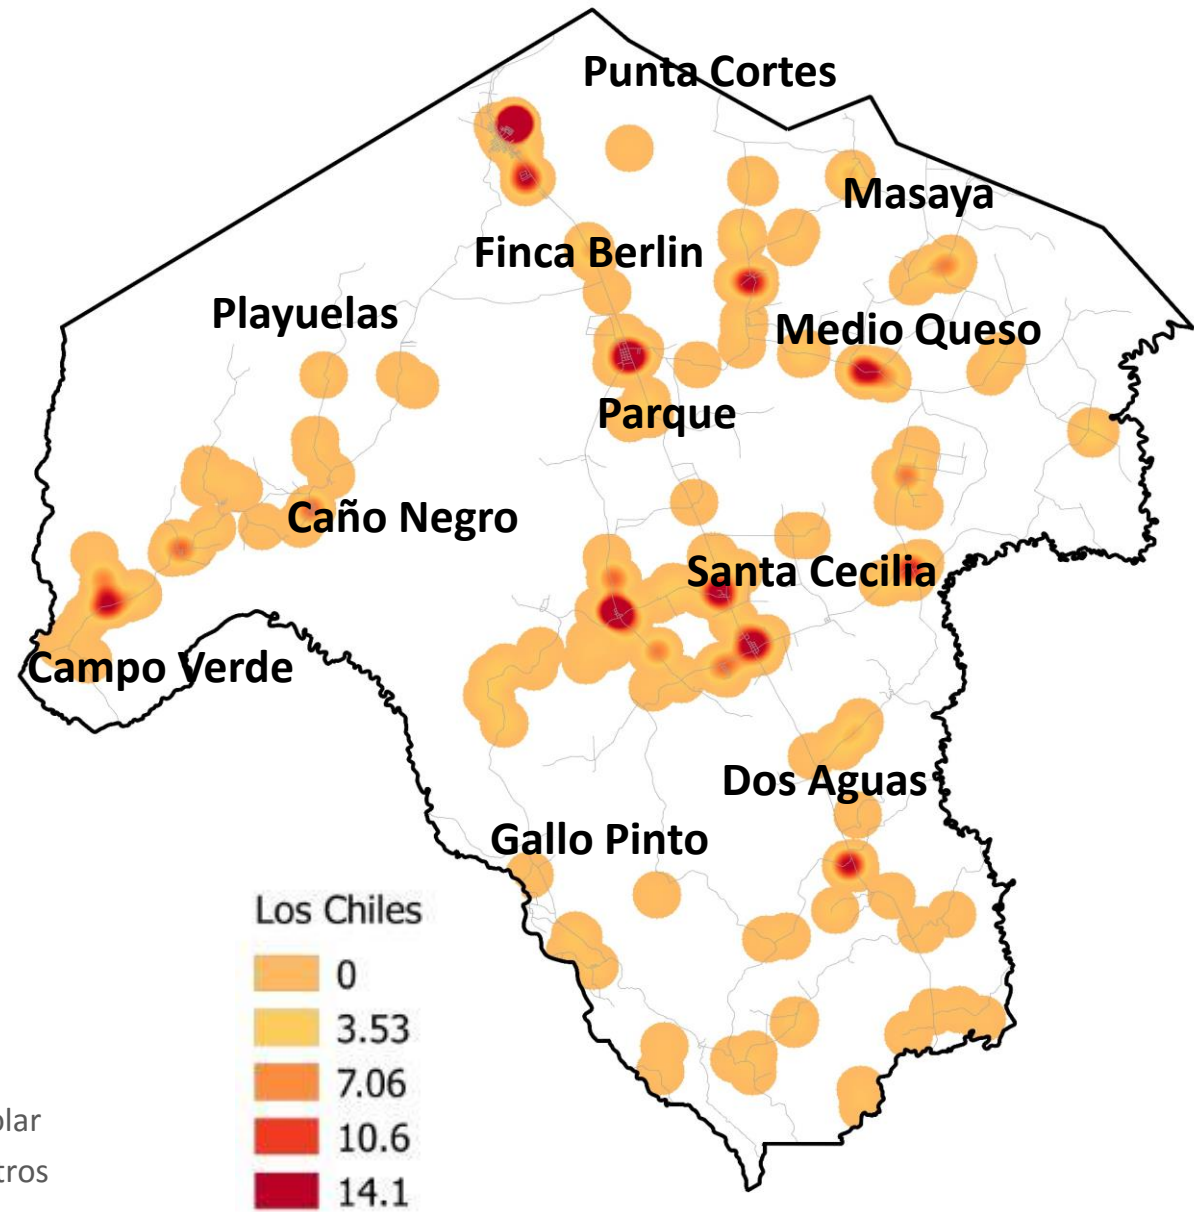 Punta Cortes
Masaya
Finca Berlin
Playuelas
Medio Queso
Parque
Caño Negro
Santa Cecilia
Campo Verde
Dos Aguas
Gallo Pinto
Los Chiles
0
3.53
7.06
10.6
14.1